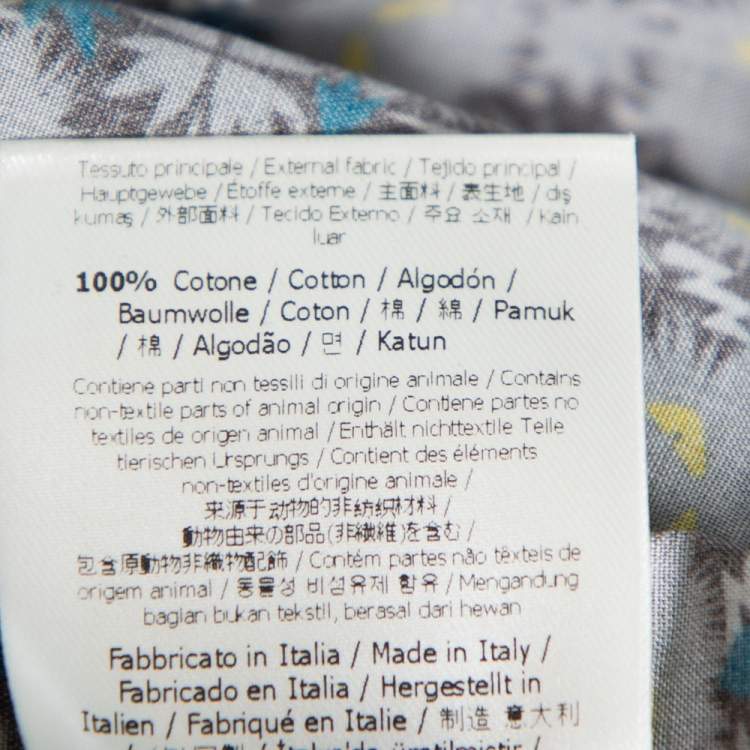 Tessuto principale / External fabric / Tejido principal /
Hauptgewebe / Étoffe externe / 主面料 / 表生地 / dış
kumaş / 外部面料 / Tecido Externo / 주요 소재 / Kain
luar
100% Cotone / Cotton / Algodón /
Baumwolle / Coton / 棉 / 綿 / Pamuk
/ 棉 / Algodão / 면 / Katun
Contiene parti non tessili di origine animale / Contains
non-textile parts of animal origin / Contiene partes no
textiles de origen animal / Enthält nichttextile Teile
tierischen Ursprungs / Contient des éléments
non-textiles d'origine animale /
来源于动物的非纺织材料 /
動物由来の部品(非繊維)を含む /
包含原動物非織物配飾 / Contém partes não têxteis de
origem animal / 동물성 비섬유제 함유 / Mengandung
bagian bukan tekstil, berasal dari hewan
Fabbricato in Italia / Made in Italy /
Fabricado en Italia / Hergestellt in
Italien / Fabriqué en Italie / 制造 意大利